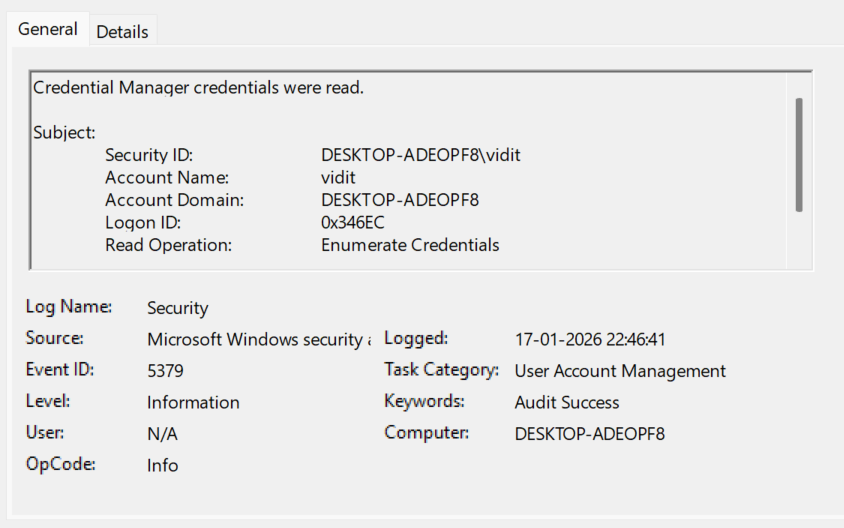 General Details
Credential Manager credentials were read.
Subject:
Security ID: DESKTOP-ADEOPF8\vidit
Account Name: vidit
Account Domain: DESKTOP-ADEOPF8
Logon ID: 0x346EC
Read Operation: Enumerate Credentials
Log Name: Security
Source: Microsoft Windows security a Logged: 17-01-2026 22:46:41
Event ID: 5379 Task Category: User Account Management
Level: Information Keywords: Audit Success
User: N/A Computer: DESKTOP-ADEOPF8
OpCode: Info